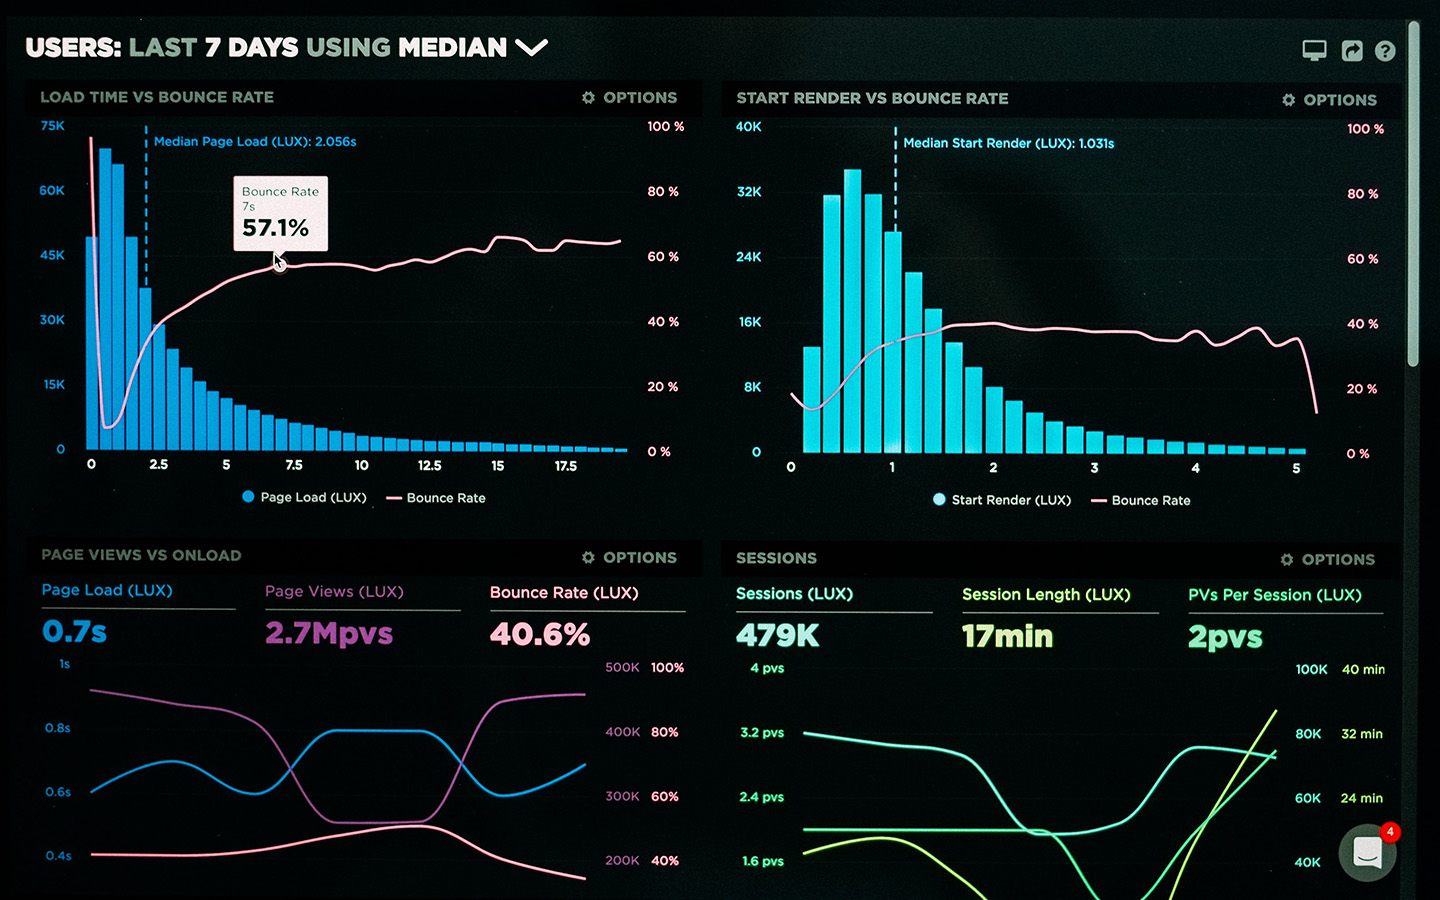 USERS: LAST 7 DAYS USING MEDIAN
LOAD TIME VS BOUNCE RATE
OPTIONS
75K
60K
45K
30K
15K
0
Median Page Load (LUX): 2.056s
Bounce Rate
7s
57.1%
100 %
80 %
60 %
40 %
20 %
0 %
0 2.5 5 7.5 10 12.5 15 17.5
Page Load (LUX) Bounce Rate
START RENDER VS BOUNCE RATE
OPTIONS
40K
32K
24K
16K
8K
0
Median Start Render (LUX): 1.031s
100 %
80 %
60 %
40 %
20 %
0 %
0 1 2 3 4 5
Start Render (LUX) Bounce Rate
PAGE VIEWS VS ONLOAD
OPTIONS
Page Load (LUX) Page Views (LUX) Bounce Rate (LUX)
0.7s 2.7Mpvs 40.6%
1s
0.8s
0.6s
0.4s
500K 100%
400K 80%
300K 60%
200K 40%
SESSIONS
OPTIONS
Sessions (LUX) Session Length (LUX) PVs Per Session (LUX)
479K 17min 2pvs
4 pvs
3.2 pvs
2.4 pvs
1.6 pvs
100K 40 min
80K 32 min
60K 24 min
40K
4